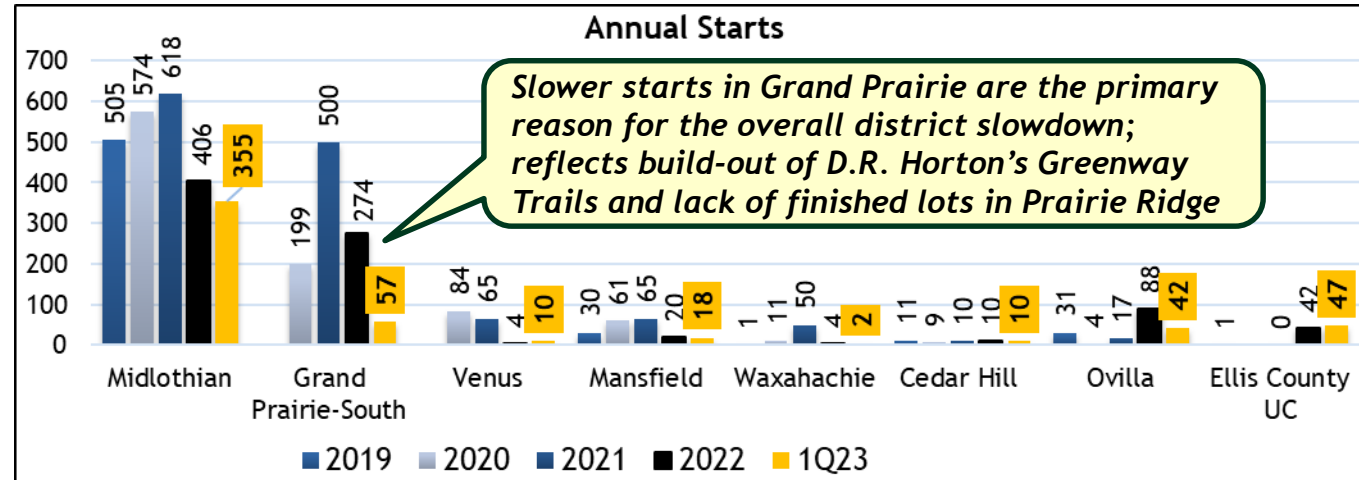 Annual Starts
700
600
500
400
300
200
100
0
505
574
618
406
355
199
500
274
57
84
65
4
10
30
61
65
20
18
1
11
50
4
2
11
9
10
10
10
31
4
17
88
42
1
0
42
47
Slower starts in Grand Prairie are the primary
reason for the overall district slowdown;
reflects build-out of D.R. Horton's Greenway
Trails and lack of finished lots in Prairie Ridge
Midlothian
Grand
Prairie-South
Venus
Mansfield
Waxahachie
Cedar Hill
Ovilla
Ellis County
UC
2019 2020 2021 2022 1Q23